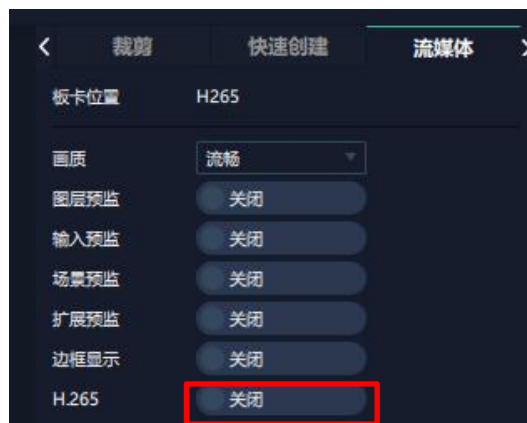 裁剪 快速创建 流媒体
板卡位置 H265
画质 流畅
图层预监 关闭
输入预监 关闭
场景预监 关闭
扩展预监 关闭
边框显示 关闭
H.265 关闭